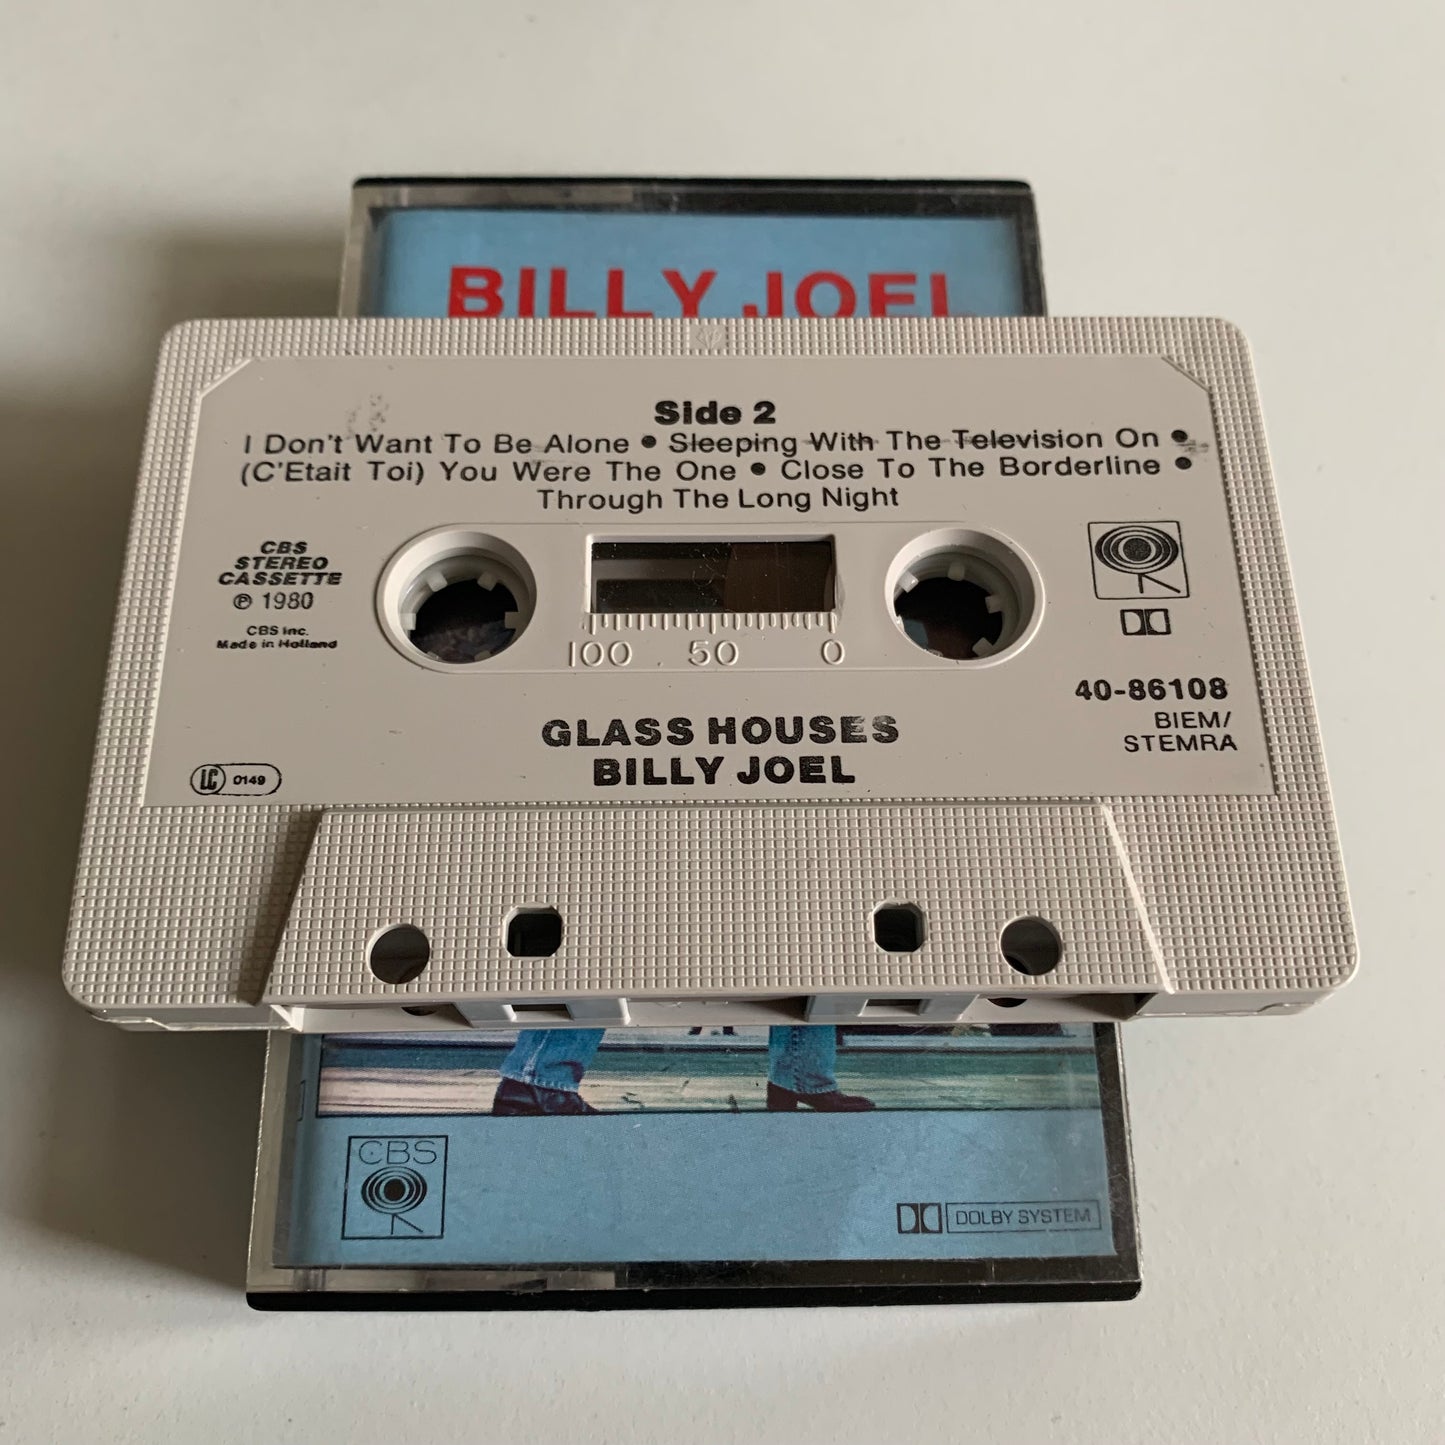 BILLY JOEL
Side 2
I Don't Want To Be Alone • Sleeping With The Television On •
(C'Etait Toi) You Were The One • Close To The Borderline •
Through The Long Night
CBS
STEREO
CASSETTE
℗ 1980
CBS Inc.
Made in Holland
100 50 0
40-86108
BIEM/
STEMRA
GLASS HOUSES
BILLY JOEL
LC 0149
CBS
DOLBY SYSTEM